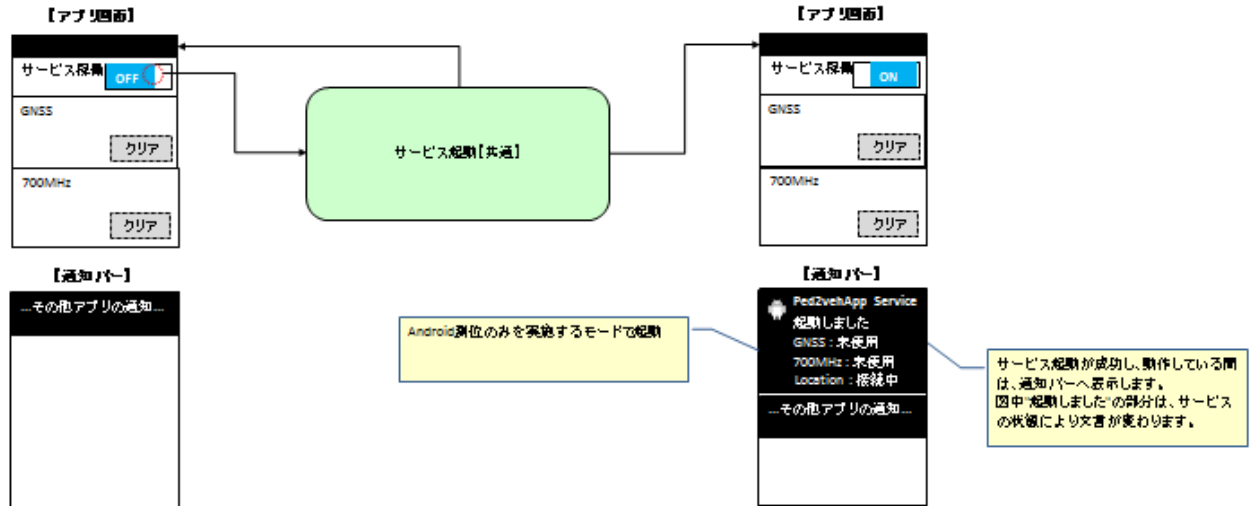 【アプリ画面】
サービス稼働 OFF
GNSS
クリア
700MHz
クリア
サービス起動【共通】
【アプリ画面】
サービス稼働 ON
GNSS
クリア
700MHz
クリア
【通知バー】
...その他アプリの通知...
Android測位のみを実施するモードで起動
【通知バー】
Ped2vehApp Service
起動しました
GNSS：未使用
700MHz：未使用
Location：接続中
...その他アプリの通知...
サービス起動が成功し、動作している間
は、通知バーへ表示します。
図中"起動しました"の部分は、サービス
の状態により文言が変わります。